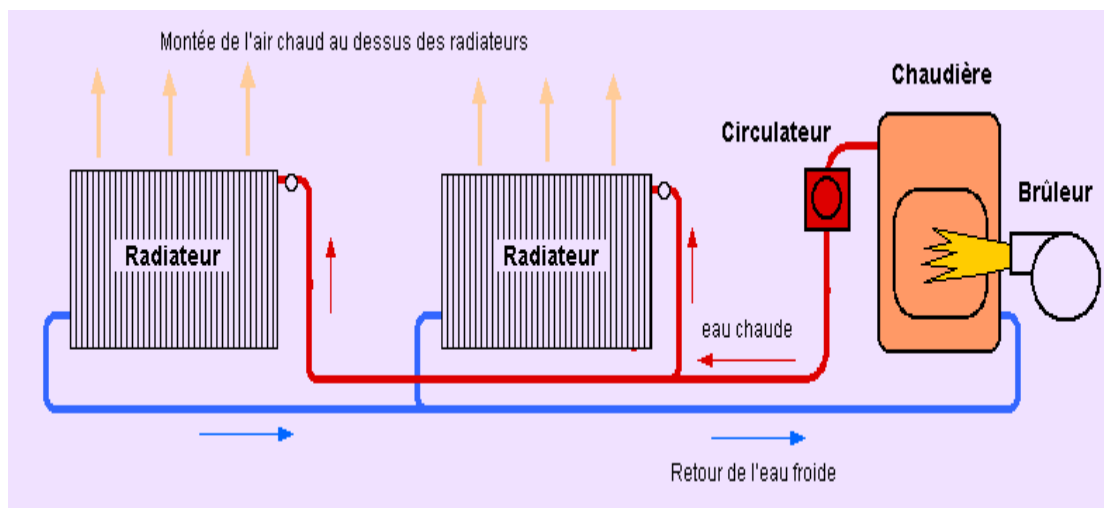 Montée de l'air chaud au dessus des radiateurs
Chaudière
Circulateur
Brûleur
Radiateur
Radiateur
eau chaude
Retour de l'eau froide